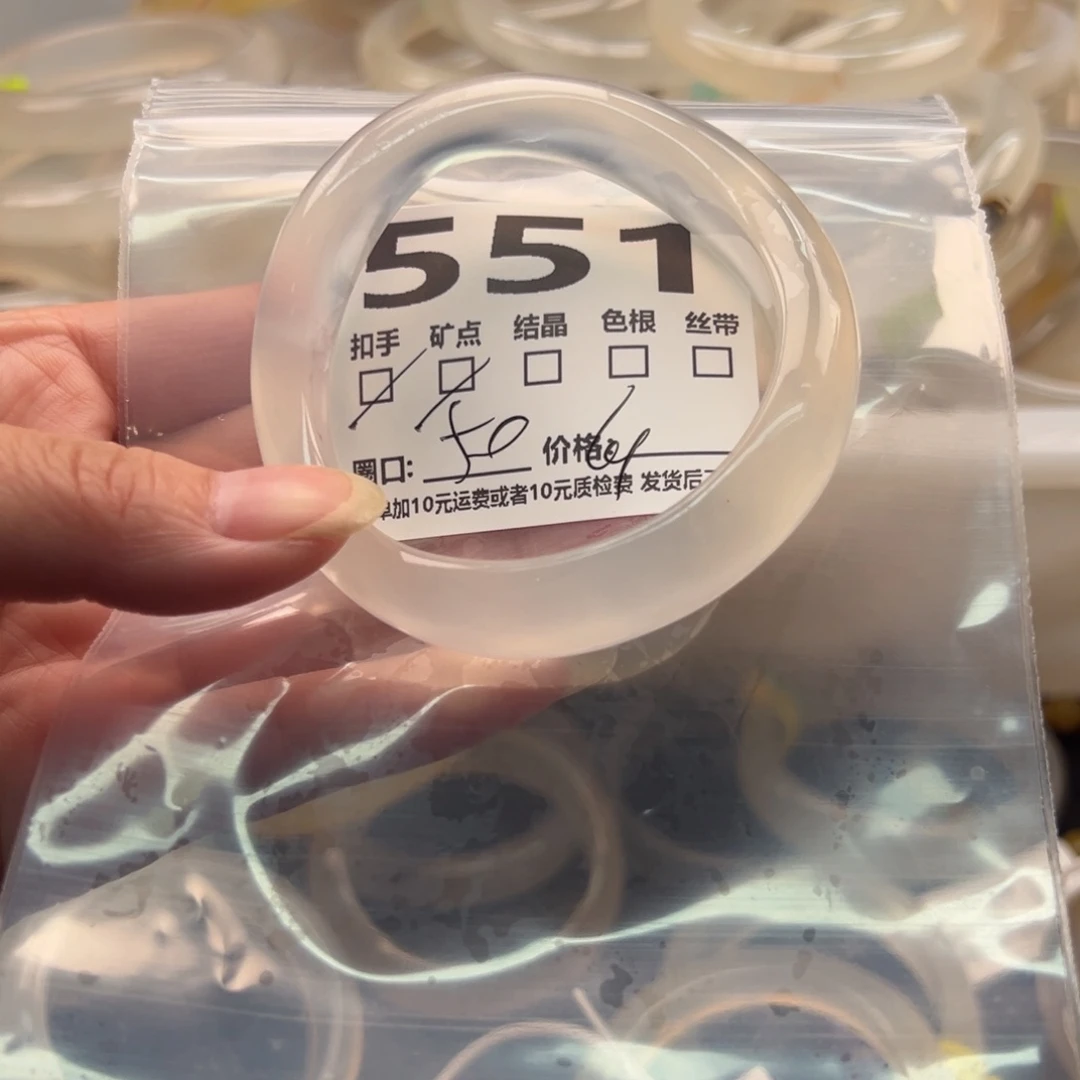 551
扣手 矿点 结晶 色根 丝带
圈口: 50 价格
单加10元运费或者10元质检费 发货后